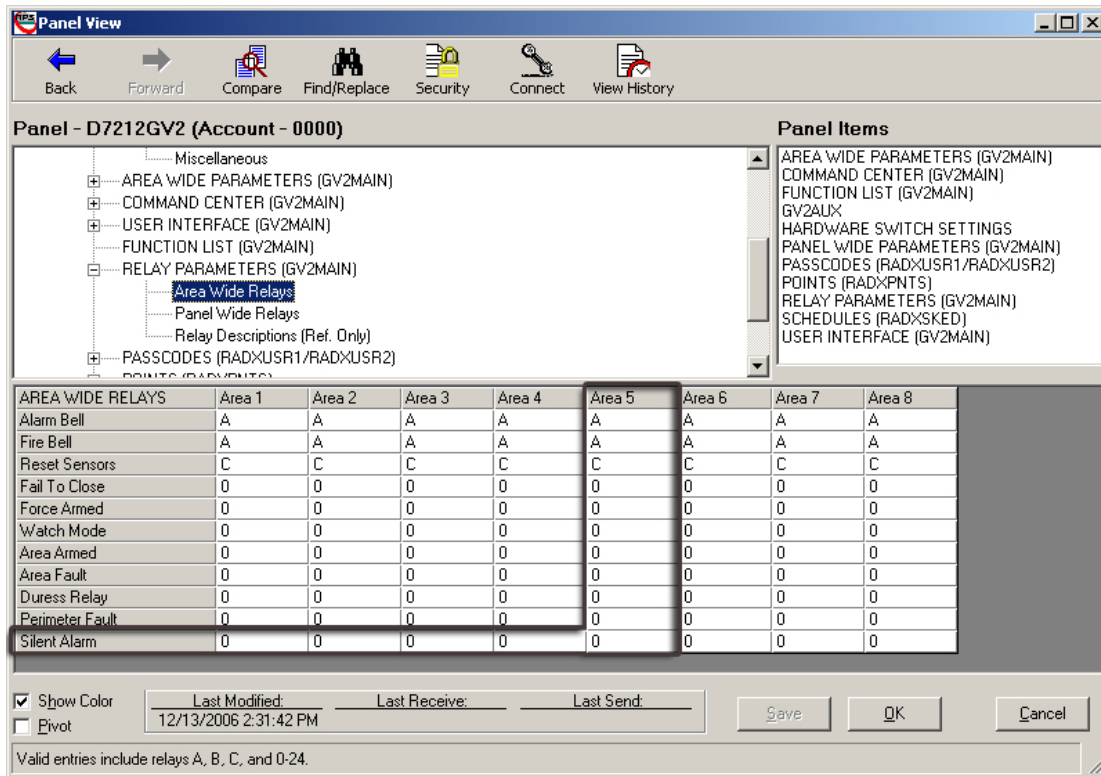 RPS Panel View
Back Forward Compare Find/Replace Security Connect View History
Panel - D7212GV2 (Account - 0000)
Miscellaneous
AREA WIDE PARAMETERS (GV2MAIN)
COMMAND CENTER (GV2MAIN)
USER INTERFACE (GV2MAIN)
FUNCTION LIST (GV2MAIN)
RELAY PARAMETERS (GV2MAIN)
Area Wide Relays
Panel Wide Relays
Relay Descriptions (Ref. Only)
PASSCODES (RADXUSR1/RADXUSR2)
POINTS (RADXPNTS)
Panel Items
AREA WIDE PARAMETERS (GV2MAIN)
COMMAND CENTER (GV2MAIN)
FUNCTION LIST (GV2MAIN)
GV2AUX
HARDWARE SWITCH SETTINGS
PANEL WIDE PARAMETERS (GV2MAIN)
PASSCODES (RADXUSR1/RADXUSR2)
POINTS (RADXPNTS)
RELAY PARAMETERS (GV2MAIN)
SCHEDULES (RADXSKED)
USER INTERFACE (GV2MAIN)
AREA WIDE RELAYS Area 1 Area 2 Area 3 Area 4 Area 5 Area 6 Area 7 Area 8
Alarm Bell A A A A A A A A
Fire Bell A A A A A A A A
Reset Sensors C C C C C C C C
Fail To Close 0 0 0 0 0 0 0 0
Force Armed 0 0 0 0 0 0 0 0
Watch Mode 0 0 0 0 0 0 0 0
Area Armed 0 0 0 0 0 0 0 0
Area Fault 0 0 0 0 0 0 0 0
Duress Relay 0 0 0 0 0 0 0 0
Perimeter Fault 0 0 0 0 0 0 0 0
Silent Alarm 0 0 0 0 0 0 0 0
Show Color Last Modified: Last Receive: Last Send: Save OK Cancel
Pivot 12/13/2006 2:31:42 PM
Valid entries include relays A, B, C, and 0-24.